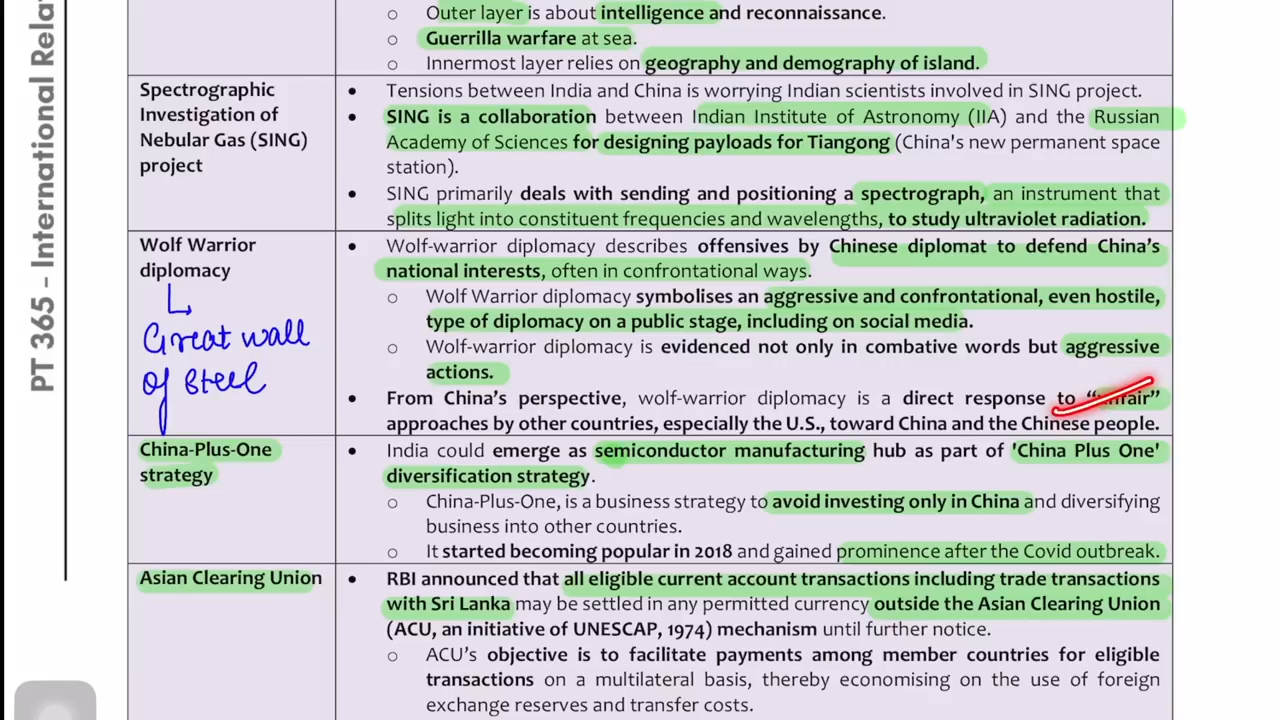 PT 365 - International Relat
○ Outer layer is about intelligence and reconnaissance.
○ Guerrilla warfare at sea.
○ Innermost layer relies on geography and demography of island.
Spectrographic
Investigation of
Nebular Gas (SING)
project
• Tensions between India and China is worrying Indian scientists involved in SING project.
• SING is a collaboration between Indian Institute of Astronomy (IIA) and the Russian
Academy of Sciences for designing payloads for Tiangong (China's new permanent space
station).
• SING primarily deals with sending and positioning a spectrograph, an instrument that
splits light into constituent frequencies and wavelengths, to study ultraviolet radiation.
Wolf Warrior
diplomacy
Great wall
of steel
• Wolf-warrior diplomacy describes offensives by Chinese diplomat to defend China's
national interests, often in confrontational ways.
○ Wolf Warrior diplomacy symbolises an aggressive and confrontational, even hostile,
type of diplomacy on a public stage, including on social media.
○ Wolf-warrior diplomacy is evidenced not only in combative words but aggressive
actions.
• From China's perspective, wolf-warrior diplomacy is a direct response to "unfair"
approaches by other countries, especially the U.S., toward China and the Chinese people.
China-Plus-One
strategy
• India could emerge as semiconductor manufacturing hub as part of 'China Plus One'
diversification strategy.
○ China-Plus-One, is a business strategy to avoid investing only in China and diversifying
business into other countries.
○ It started becoming popular in 2018 and gained prominence after the Covid outbreak.
Asian Clearing Union
• RBI announced that all eligible current account transactions including trade transactions
with Sri Lanka may be settled in any permitted currency outside the Asian Clearing Union
(ACU, an initiative of UNESCAP, 1974) mechanism until further notice.
○ ACU's objective is to facilitate payments among member countries for eligible
transactions on a multilateral basis, thereby economising on the use of foreign
exchange reserves and transfer costs.